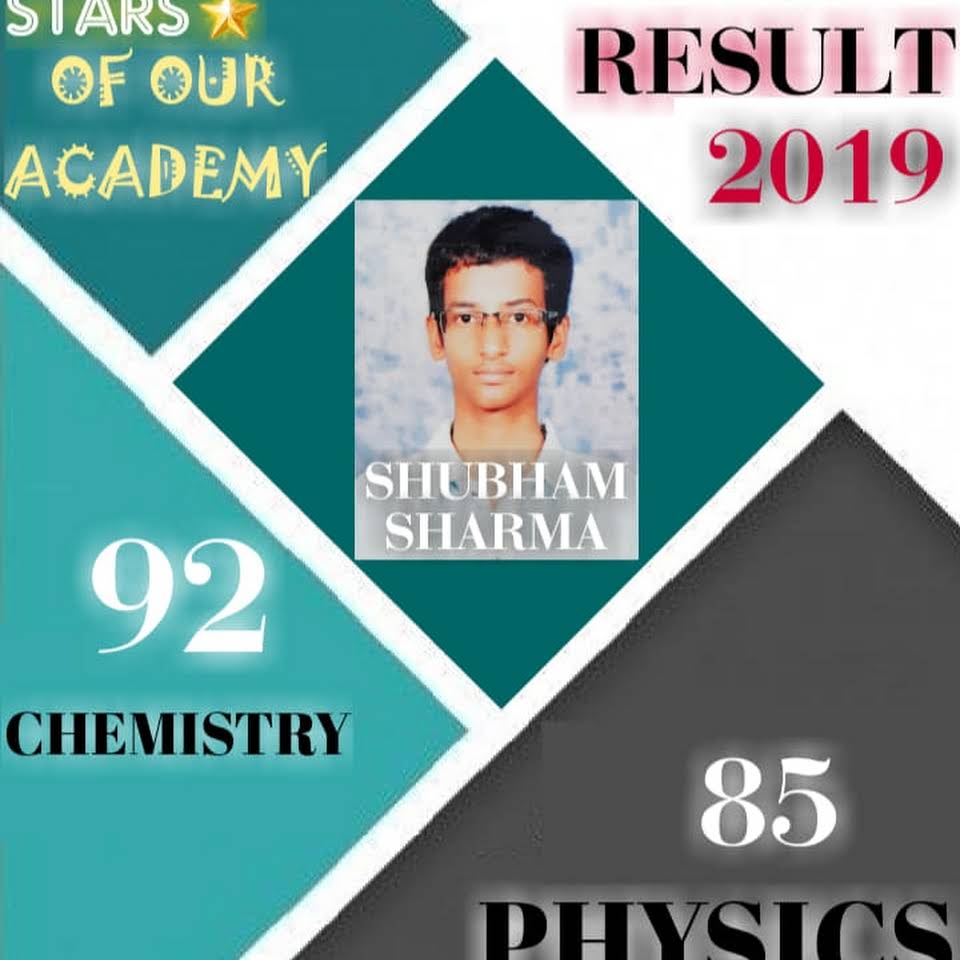 STARS
OF OUR
ACADEMY
RESULT
2019
SHUBHAM
SHARMA
92
CHEMISTRY
85
PHYSICS